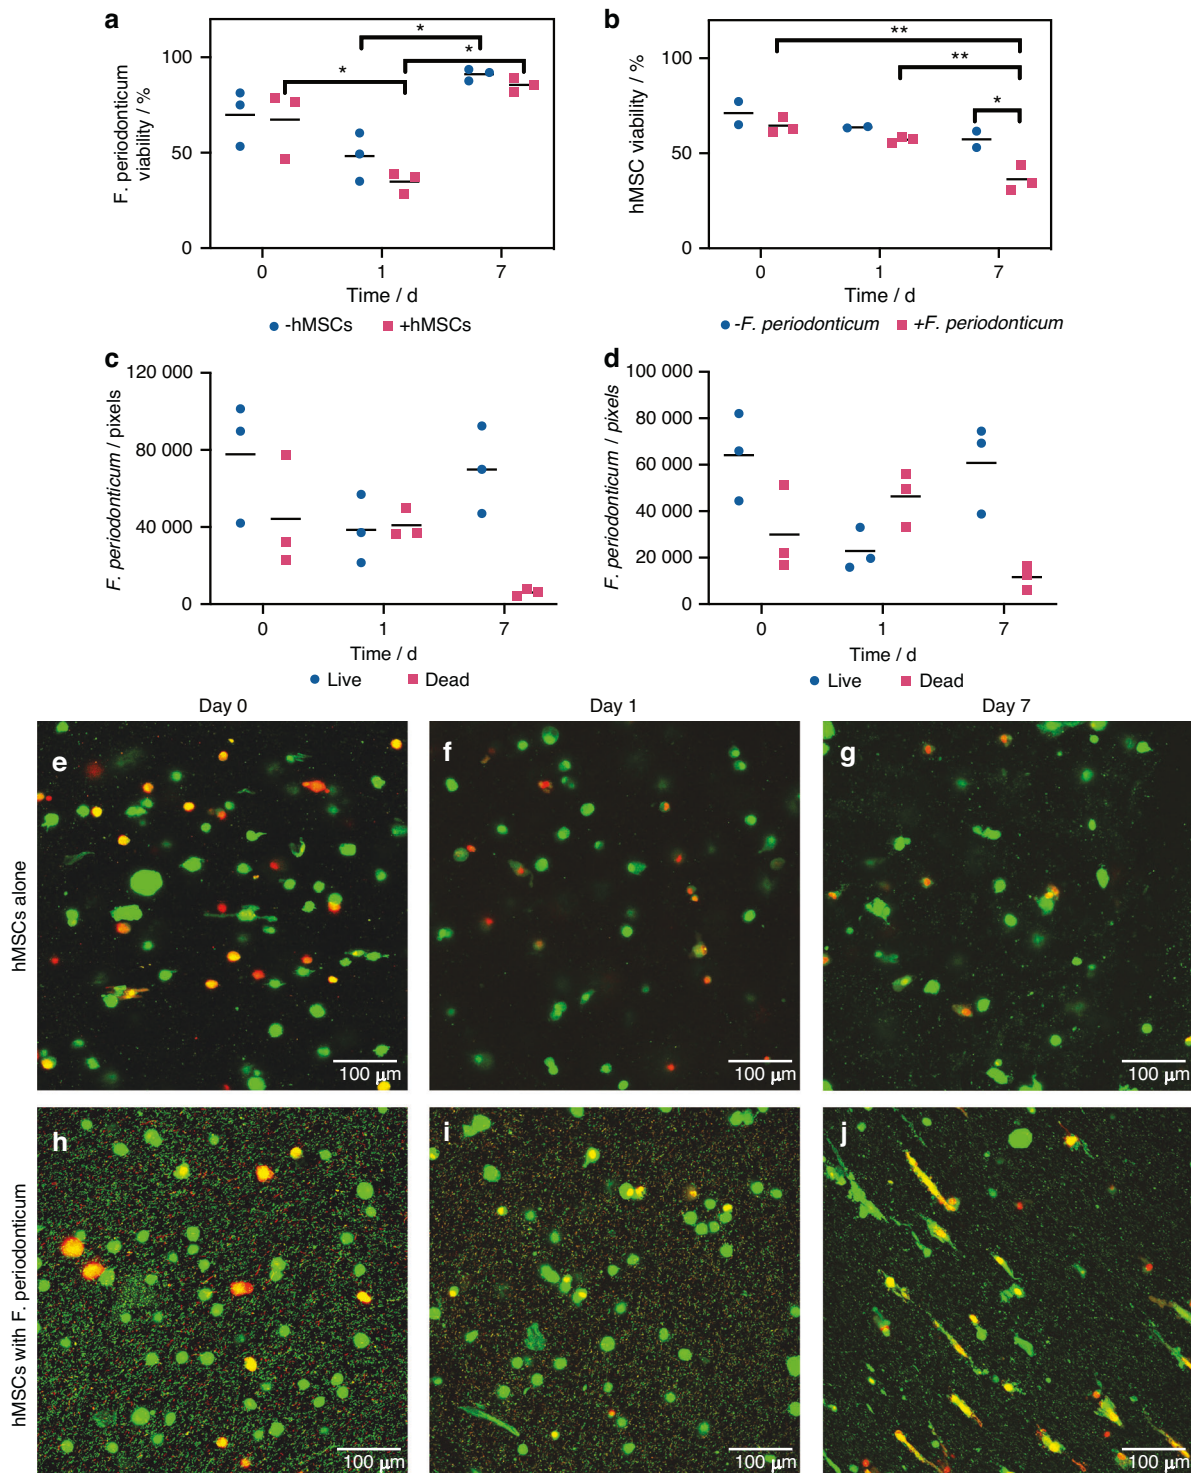 a
*
*
*
100
50
0
F. periodonticum
viability / %
0 1 7
Time / d
-hMSCs +hMSCs
b
**
**
*
100
50
0
hMSC viability / %
0 1 7
Time / d
-F. periodonticum +F. periodonticum
c
120 000
80 000
40 000
0
F. periodonticum / pixels
0 1 7
Time / d
Live Dead
d
100 000
80 000
60 000
40 000
20 000
0
F. periodonticum / pixels
0 1 7
Time / d
Live Dead
Day 0 Day 1 Day 7
hMSCs alone
e
100 μm
f
100 μm
g
100 μm
hMSCs with F. periodonticum
h
100 μm
i
100 μm
j
100 μm